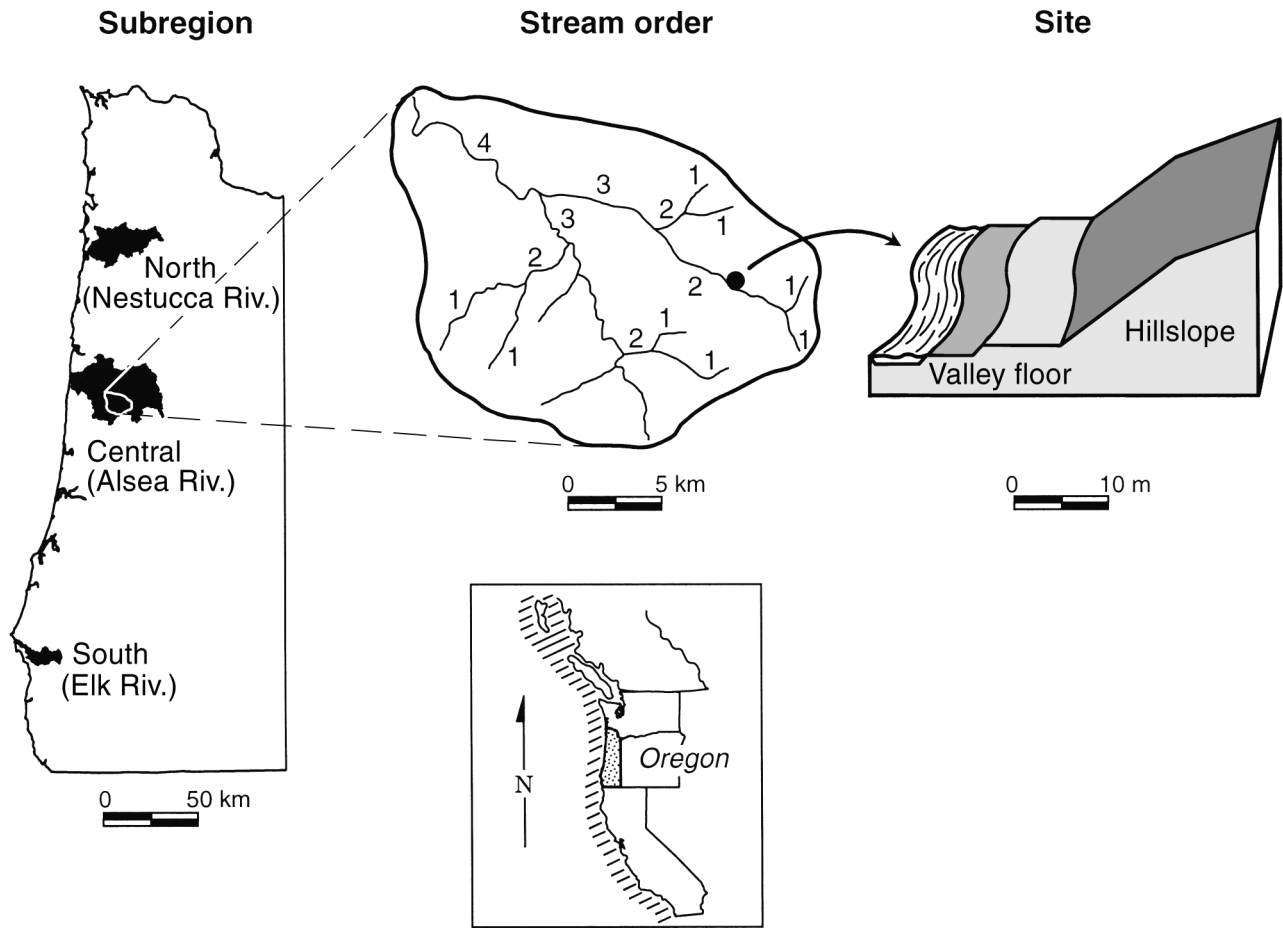 Subregion
Stream order
Site
North
(Nestucca Riv.)
Central
(Alsea Riv.)
South
(Elk Riv.)
0 50 km
4
3
1
2
1
3
2
1
2
1
1
1
2
1
1
1
0 5 km
Hillslope
Valley floor
0 10 m
N
Oregon